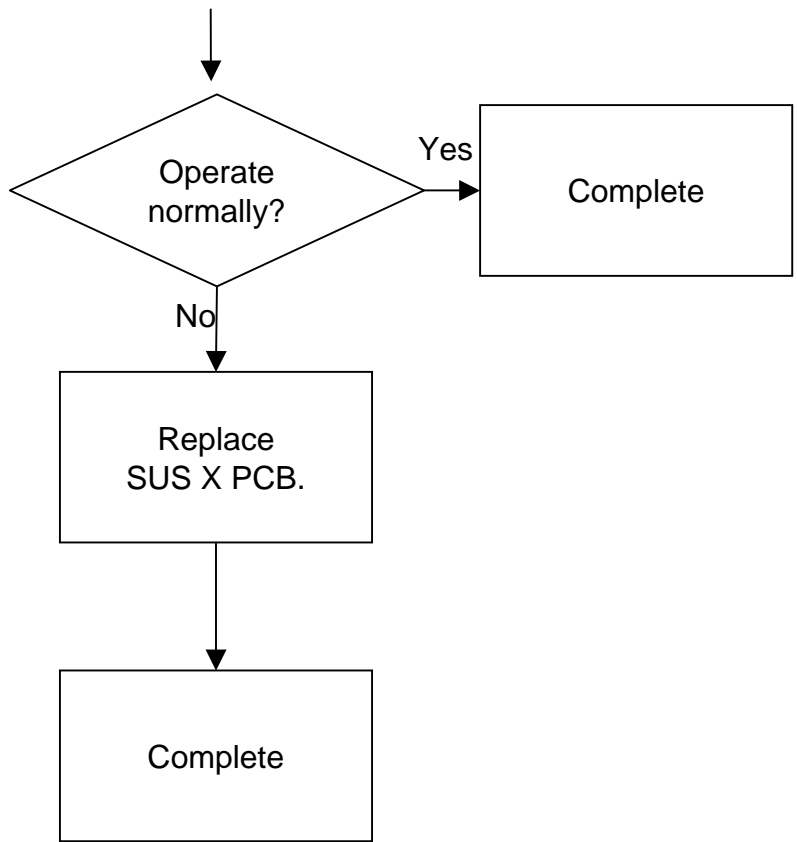 Operate
normally?
Yes
Complete
No
Replace
SUS X PCB.
Complete